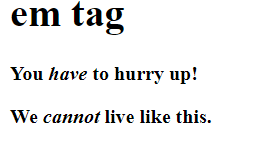 em tag
You have to hurry up!
We cannot live like this.